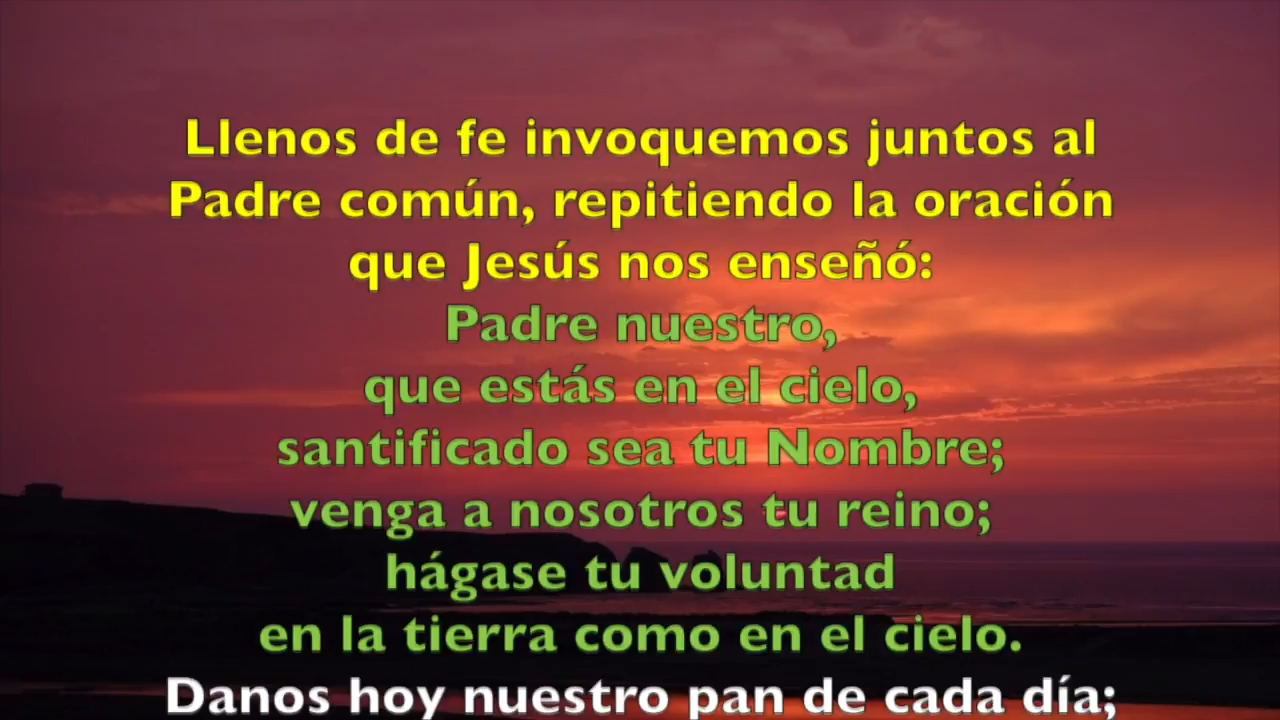 Llenos de fe invoquemos juntos al
Padre común, repitiendo la oración
que Jesús nos enseñó:
Padre nuestro,
que estás en el cielo,
santificado sea tu Nombre;
venga a nosotros tu reino;
hágase tu voluntad
en la tierra como en el cielo.
Danos hoy nuestro pan de cada día;